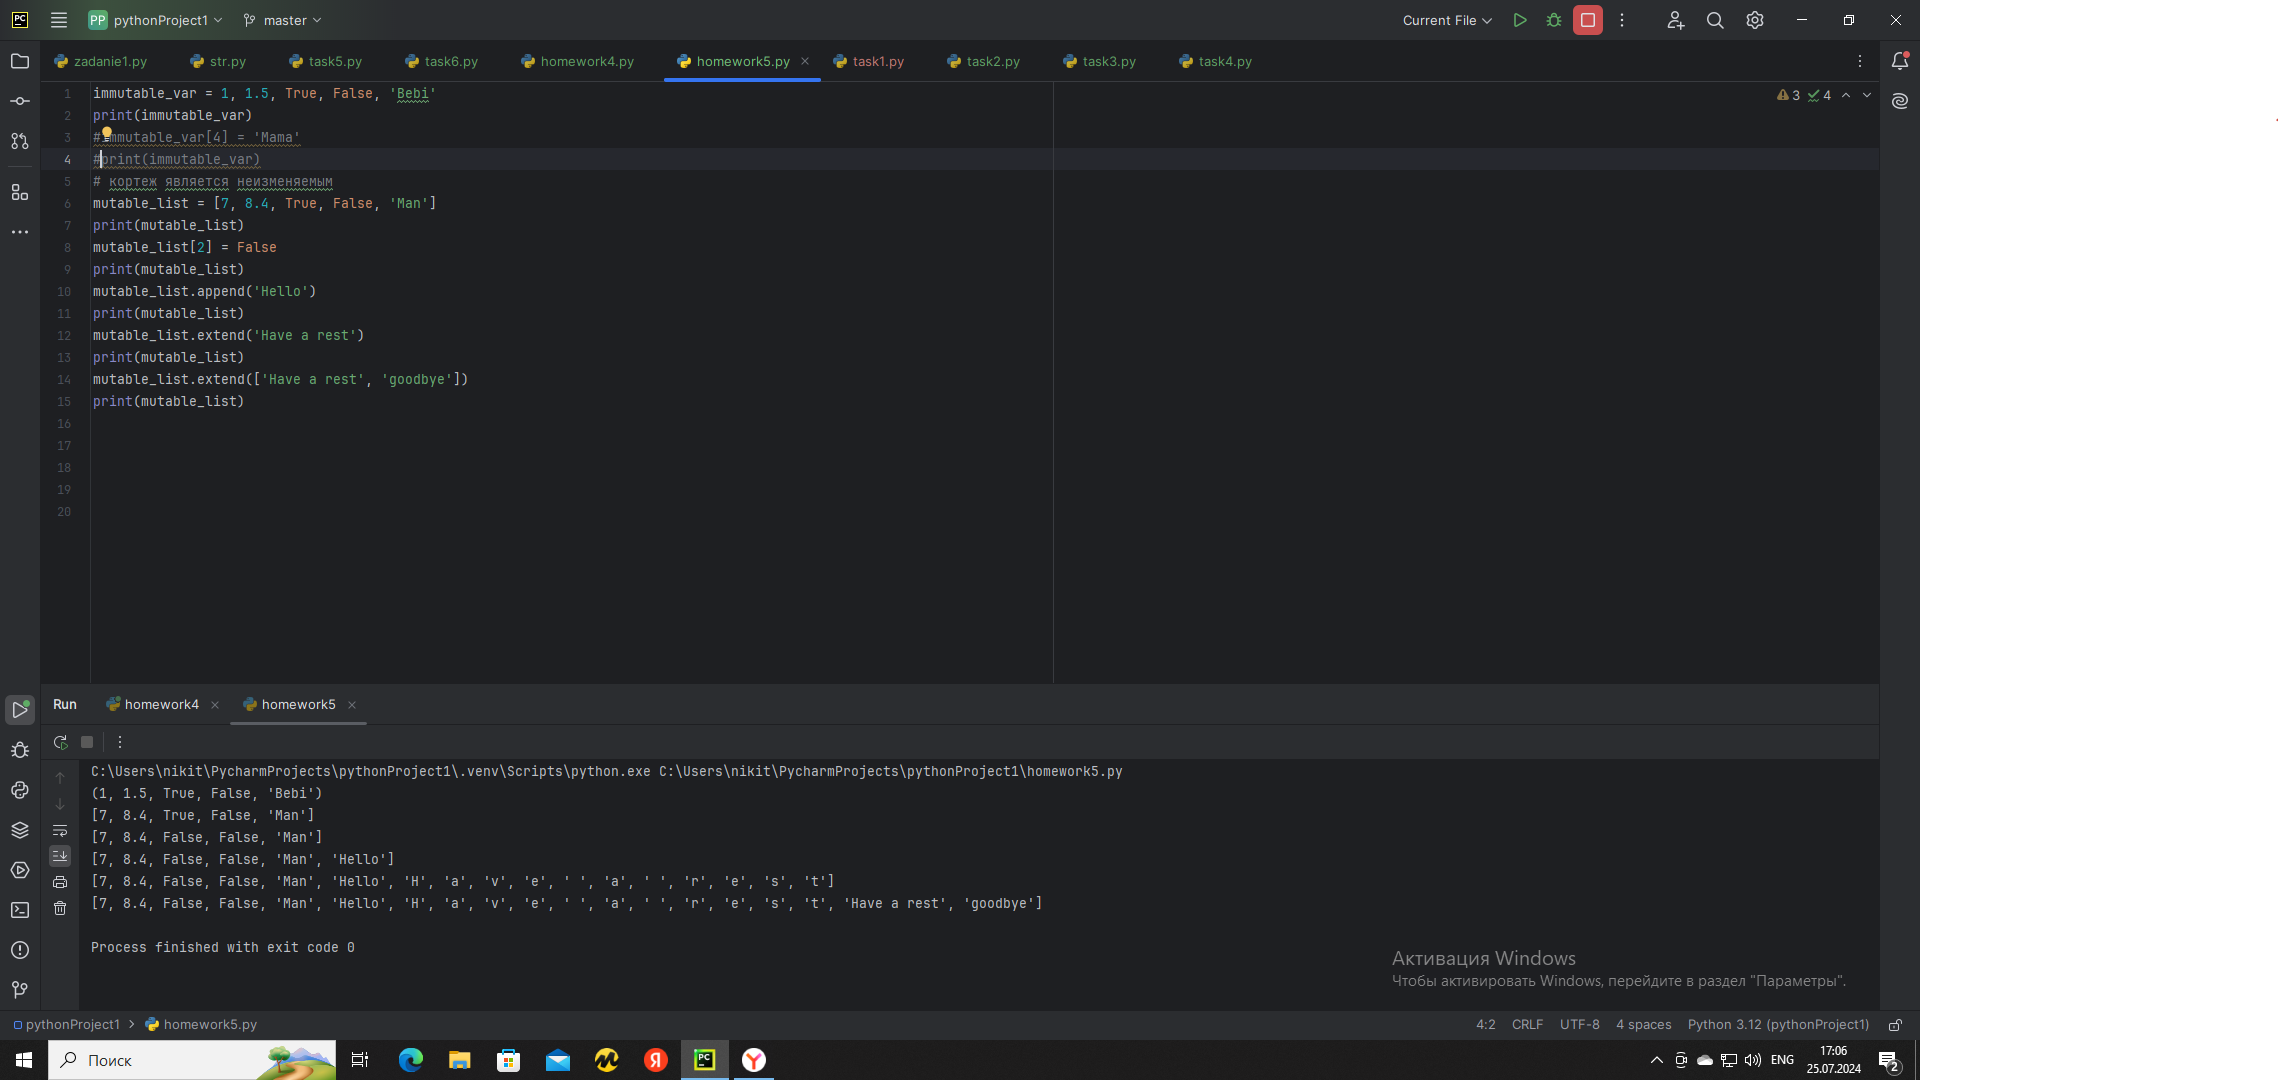 PC PP pythonProject1 master Current File
zadanie1.py str.py task5.py task6.py homework4.py homework5.py task1.py task2.py task3.py task4.py
1 immutable_var = 1, 1.5, True, False, 'Bebi' 3 4
2 print(immutable_var)
3 #immutable_var[4] = 'Mama'
4 #print(immutable_var)
5 # кортеж является неизменяемым
6 mutable_list = [7, 8.4, True, False, 'Man']
7 print(mutable_list)
8 mutable_list[2] = False
9 print(mutable_list)
10 mutable_list.append('Hello')
11 print(mutable_list)
12 mutable_list.extend('Have a rest')
13 print(mutable_list)
14 mutable_list.extend(['Have a rest', 'goodbye'])
15 print(mutable_list)
16
17
18
19
20
Run homework4 homework5
C:\Users\nikit\PycharmProjects\pythonProject1\.venv\Scripts\python.exe C:\Users\nikit\PycharmProjects\pythonProject1\homework5.py
(1, 1.5, True, False, 'Bebi')
[7, 8.4, True, False, 'Man']
[7, 8.4, False, False, 'Man']
[7, 8.4, False, False, 'Man', 'Hello']
[7, 8.4, False, False, 'Man', 'Hello', 'H', 'a', 'v', 'e', ' ', 'a', ' ', 'r', 'e', 's', 't']
[7, 8.4, False, False, 'Man', 'Hello', 'H', 'a', 'v', 'e', ' ', 'a', ' ', 'r', 'e', 's', 't', 'Have a rest', 'goodbye']
Process finished with exit code 0
Активация Windows
Чтобы активировать Windows, перейдите в раздел "Параметры".
pythonProject1 homework5.py 4:2 CRLF UTF-8 4 spaces Python 3.12 (pythonProject1)
Поиск Я PC Y ENG 17:06
25.07.2024 2